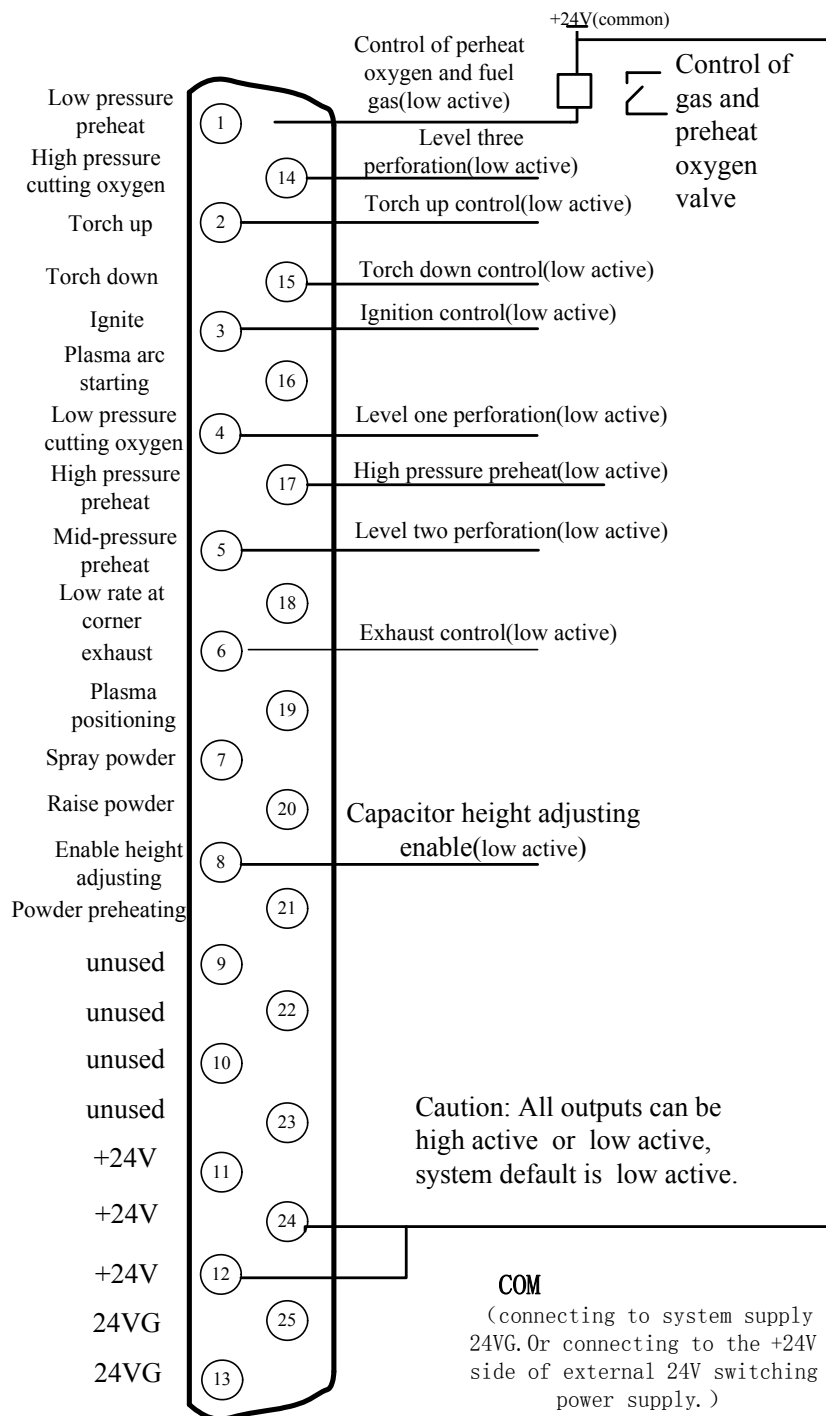 +24V(common)
Control of perheat
oxygen and fuel
gas(low active)
Control of
gas and
preheat
oxygen
valve
Low pressure
preheat
1
High pressure
cutting oxygen
14
Level three
perforation(low active)
Torch up
2
Torch up control(low active)
Torch down
15
Torch down control(low active)
Ignite
3
Ignition control(low active)
Plasma arc
starting
16
Low pressure
cutting oxygen
4
Level one perforation(low active)
High pressure
preheat
17
High pressure preheat(low active)
Mid-pressure
preheat
5
Level two perforation(low active)
Low rate at
corner
18
exhaust
6
Exhaust control(low active)
Plasma
positioning
19
Spray powder
7
Raise powder
20
Capacitor height adjusting
enable(low active)
Enable height
adjusting
8
Powder preheating
21
unused
9
unused
22
unused
10
unused
23
Caution: All outputs can be
high active or low active,
system default is low active.
+24V
11
+24V
24
+24V
12
24VG
25
24VG
13
COM
(connecting to system supply
24VG.Or connecting to the +24V
side of external 24V switching
power supply.)